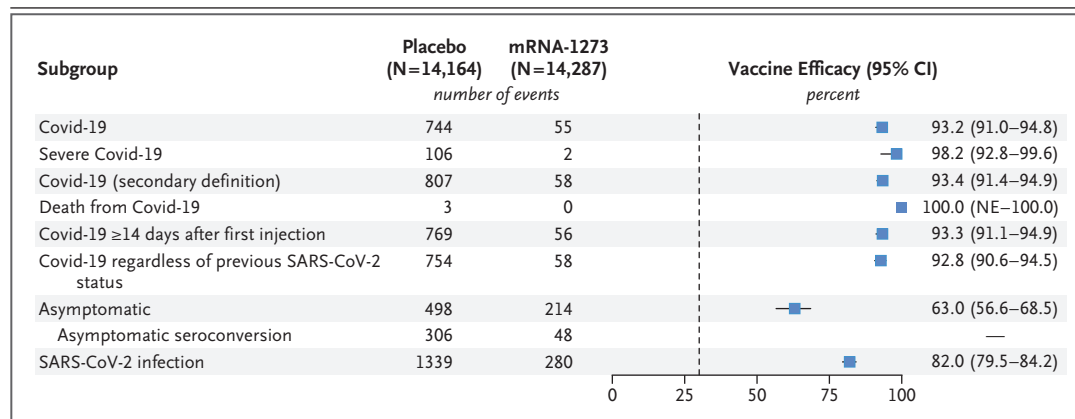 Subgroup
Placebo
(N=14,164)
mRNA-1273
(N=14,287)
Vaccine Efficacy (95% CI)
number of events
percent
Covid-19 744 55 93.2 (91.0–94.8)
Severe Covid-19 106 2 98.2 (92.8–99.6)
Covid-19 (secondary definition) 807 58 93.4 (91.4–94.9)
Death from Covid-19 3 0 100.0 (NE–100.0)
Covid-19 ≥14 days after first injection 769 56 93.3 (91.1–94.9)
Covid-19 regardless of previous SARS-CoV-2 754 58 92.8 (90.6–94.5)
status
Asymptomatic 498 214 63.0 (56.6–68.5)
Asymptomatic seroconversion 306 48 —
SARS-CoV-2 infection 1339 280 82.0 (79.5–84.2)
0 25 50 75 100